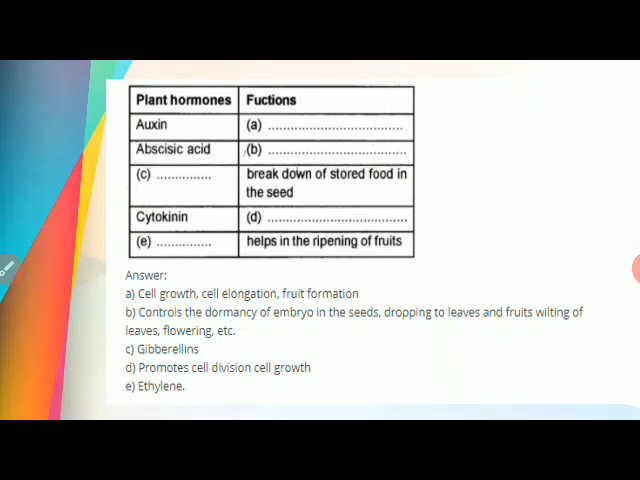 Plant hormones Fuctions
Auxin (a) ....................................
Abscisic acid (b) .....................................
(c) ............... break down of stored food in
the seed
Cytokinin (d) .....................................
(e) ............... helps in the ripening of fruits
Answer:
a) Cell growth, cell elongation, fruit formation
b) Controls the dormancy of embryo in the seeds, dropping to leaves and fruits wilting of
leaves, flowering, etc.
c) Gibberellins
d) Promotes cell division cell growth
e) Ethylene.